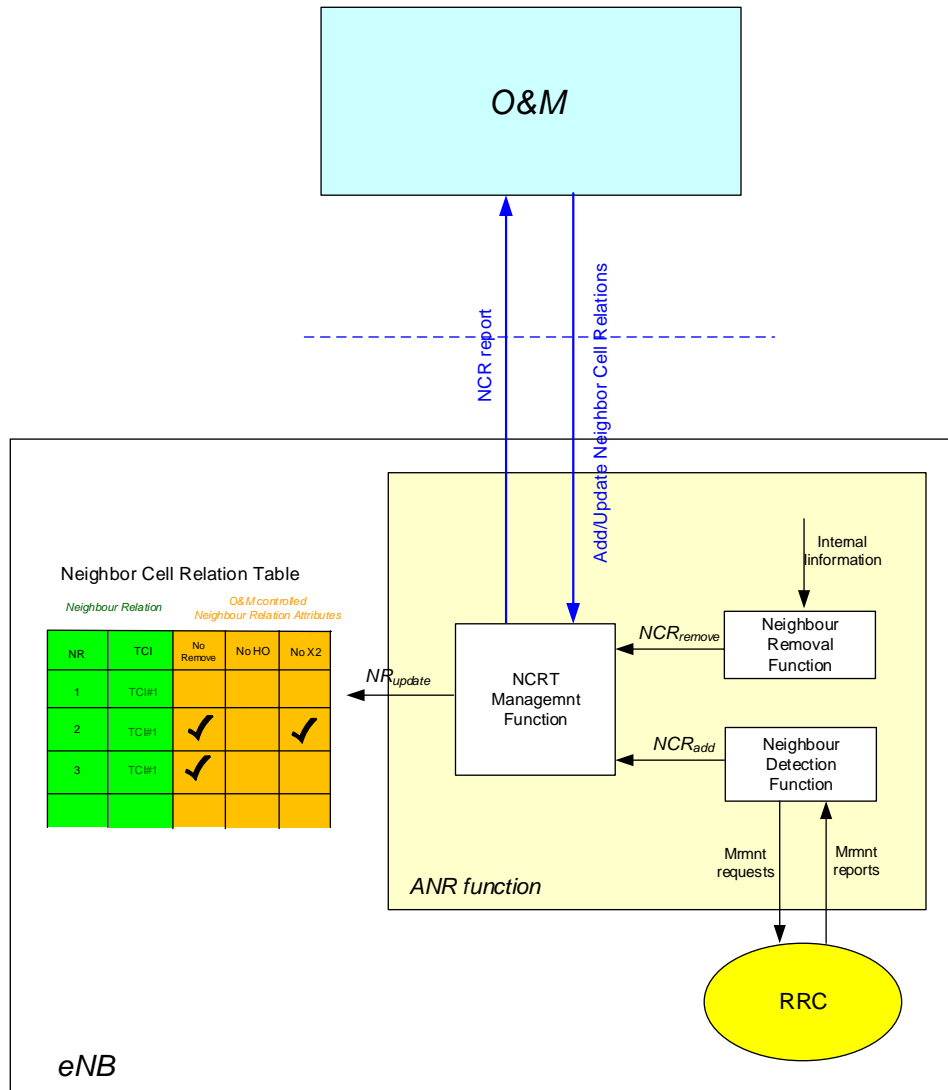 O&M
NCR report
Add/Update Neighbor Cell Relations
Internal
Iinformation
Neighbor Cell Relation Table
Neighbour Relation
O&M controlled
Neighbour Relation Attributes
NR
TCI
No
Remove
No HO
No X2
1
TCI#1
2
TCI#1
3
TCI#1
NRupdate
NCRT
Managemnt
Function
NCRremove
Neighbour
Removal
Function
NCRadd
Neighbour
Detection
Function
Mrmnt
requests
Mrmnt
reports
ANR function
RRC
eNB